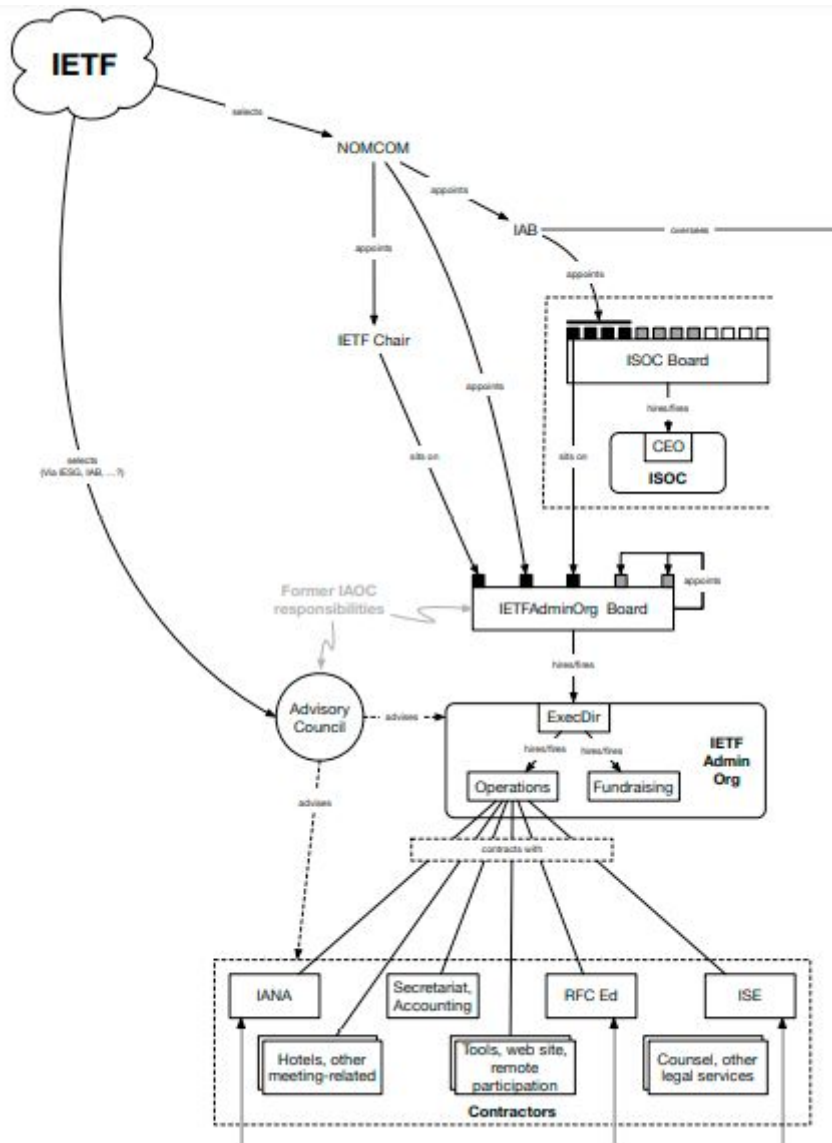 IETF
selects
NOMCOM
appoints
IAB
oversees
appoints
appoints
IETF Chair
appoints
ISOC Board
hires/fires
CEO
ISOC
sits on
sits on
selects
(Via IESG, IAB, ...?)
Former IAOC
responsibilities
IETFAdminOrg Board
appoints
hires/fires
Advisory
Council
advises
ExecDir
hires/fires
hires/fires
IETF
Admin
Org
Operations
Fundraising
advises
contracts with
IANA
Secretariat,
Accounting
RFC Ed
ISE
Hotels, other
meeting-related
Tools, web site,
remote
participation
Counsel, other
legal services
Contractors